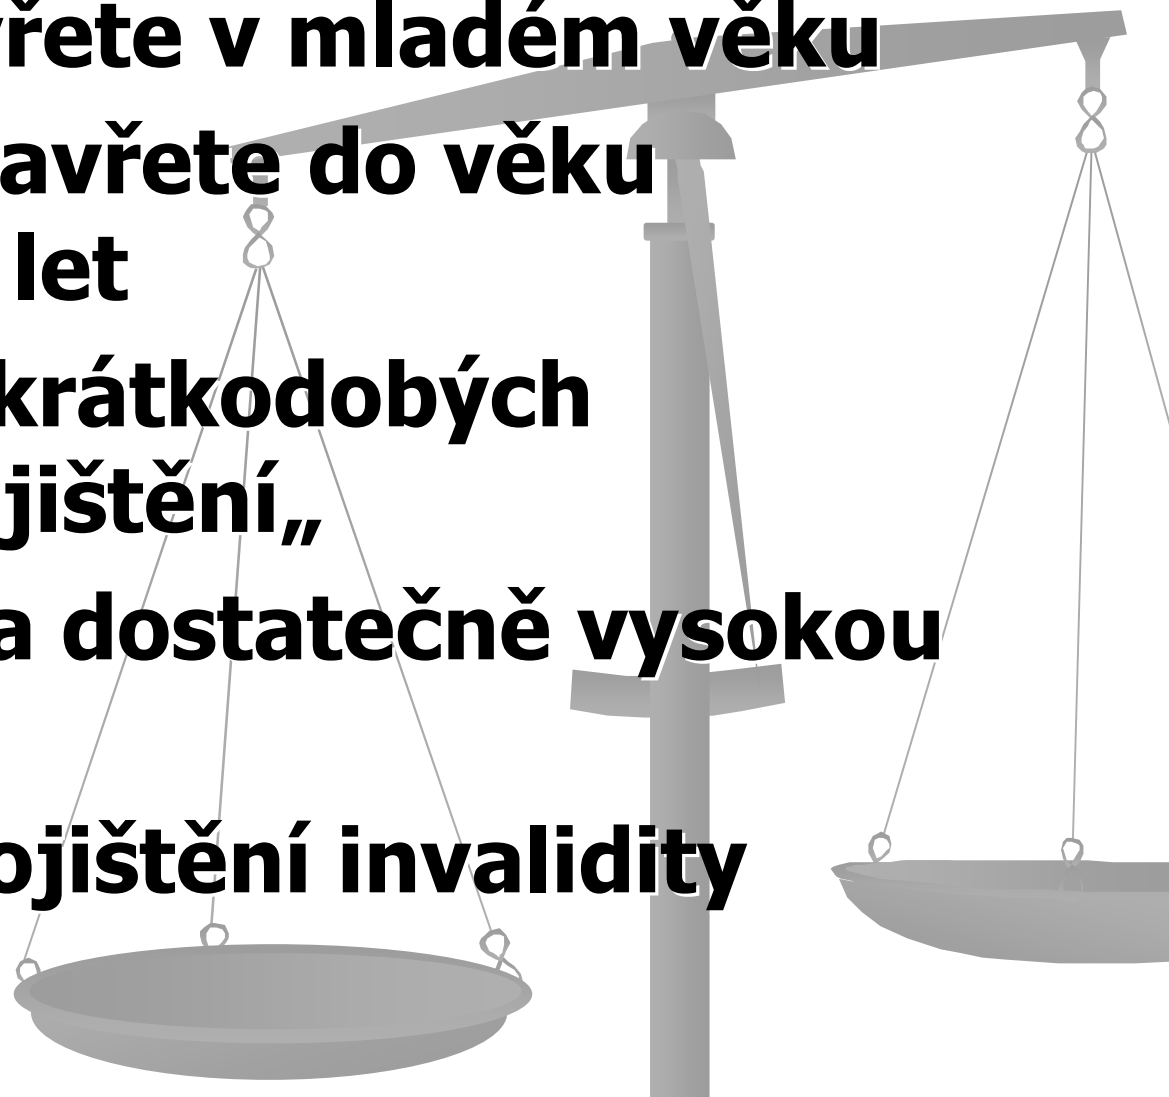 řete v mladém věku
avřete do věku
let
krátkodobých
jištění„
a dostatečně vysokou
ojištění invalidity